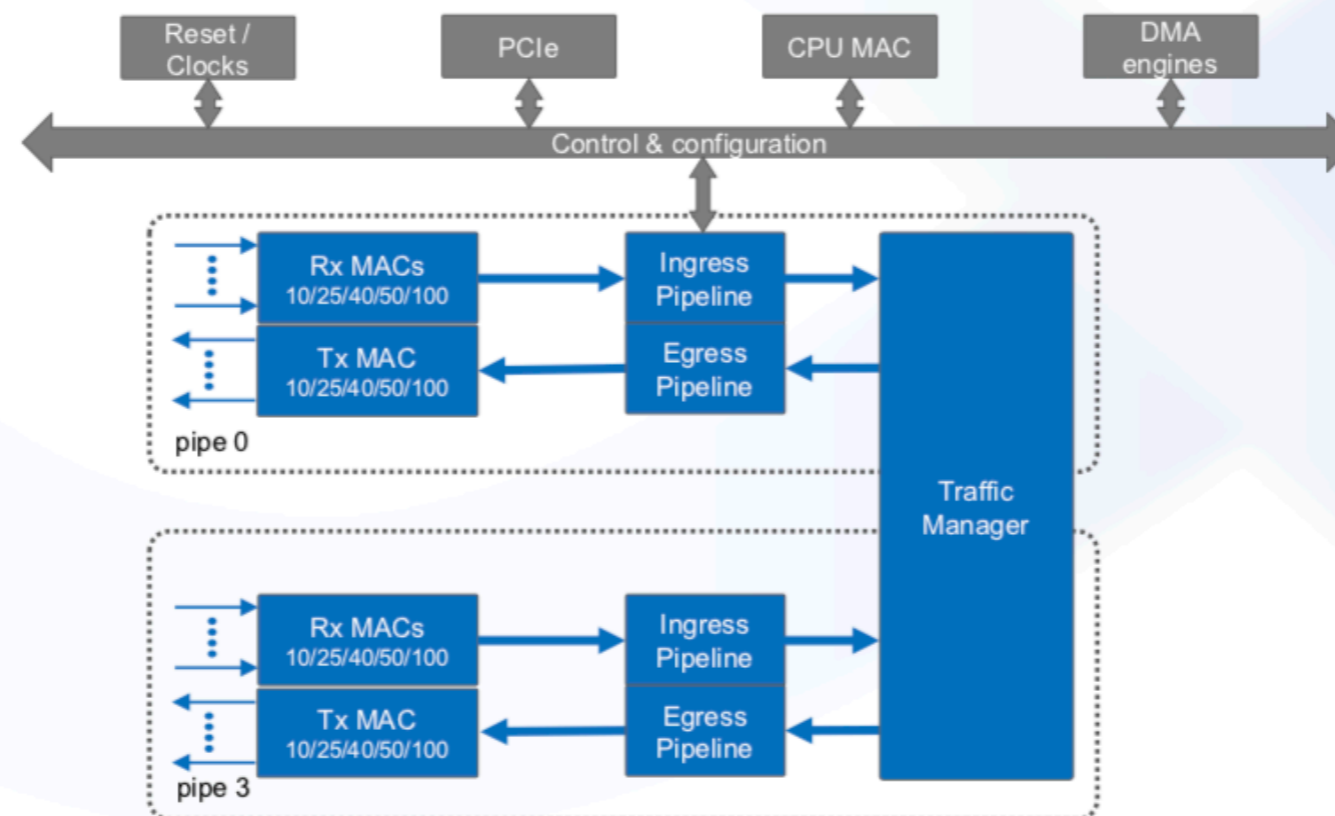 Reset /
Clocks
PCIe
CPU MAC
DMA
engines
Control & configuration
Rx MACs
10/25/40/50/100
Ingress
Pipeline
Tx MAC
10/25/40/50/100
Egress
Pipeline
pipe 0
Traffic
Manager
Rx MACs
10/25/40/50/100
Ingress
Pipeline
Tx MAC
10/25/40/50/100
Egress
Pipeline
pipe 3